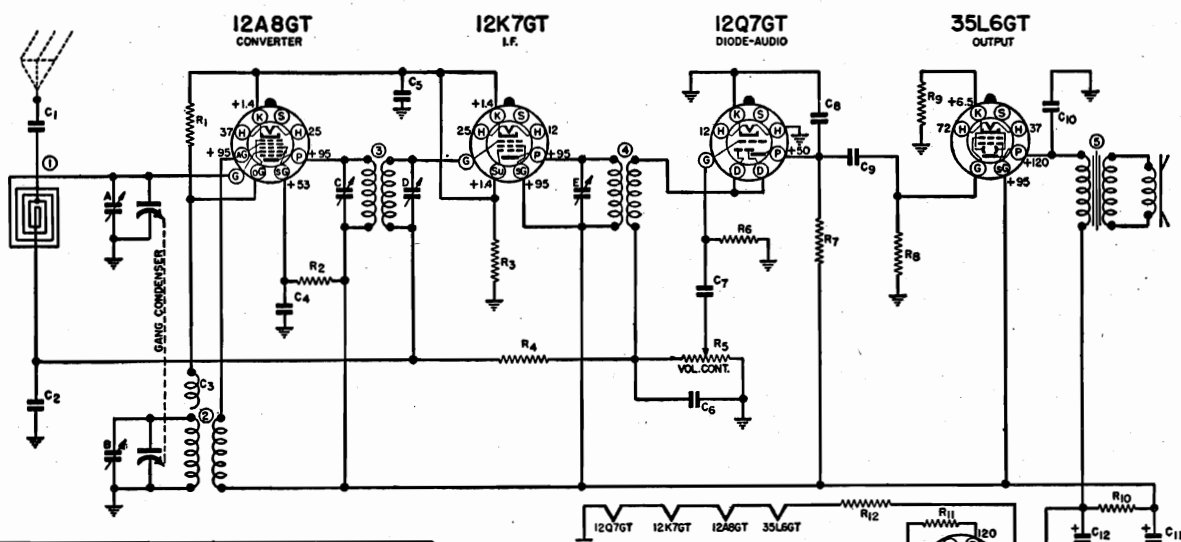 12A8GT
CONVERTER
12K7GT
I.F.
12Q7GT
DIODE-AUDIO
35L6GT
OUTPUT
C1
R1
+1.4
K S
37 H H 25
+95 AG P +95
G
oG sG
+53
C5
3
+1.4
K S
25 H H 12
G P +95
Su sG
+1.4 +95
4
K S
12 H H
G P +50
D D
C8
C9
R9
+6.5
K S
72 H H 37
P +120
G sG
+95
C10
5
1
A
C D
E
GANG CONDENSER
R2
C4
R3
R6
C7
R7
R8
R4
R5
VOL. CONT.
C6
C2
C3
2
B
12Q7GT 12K7GT 12A8GT 35L6GT
R12
R11
120
R10
+ C12
+ C11